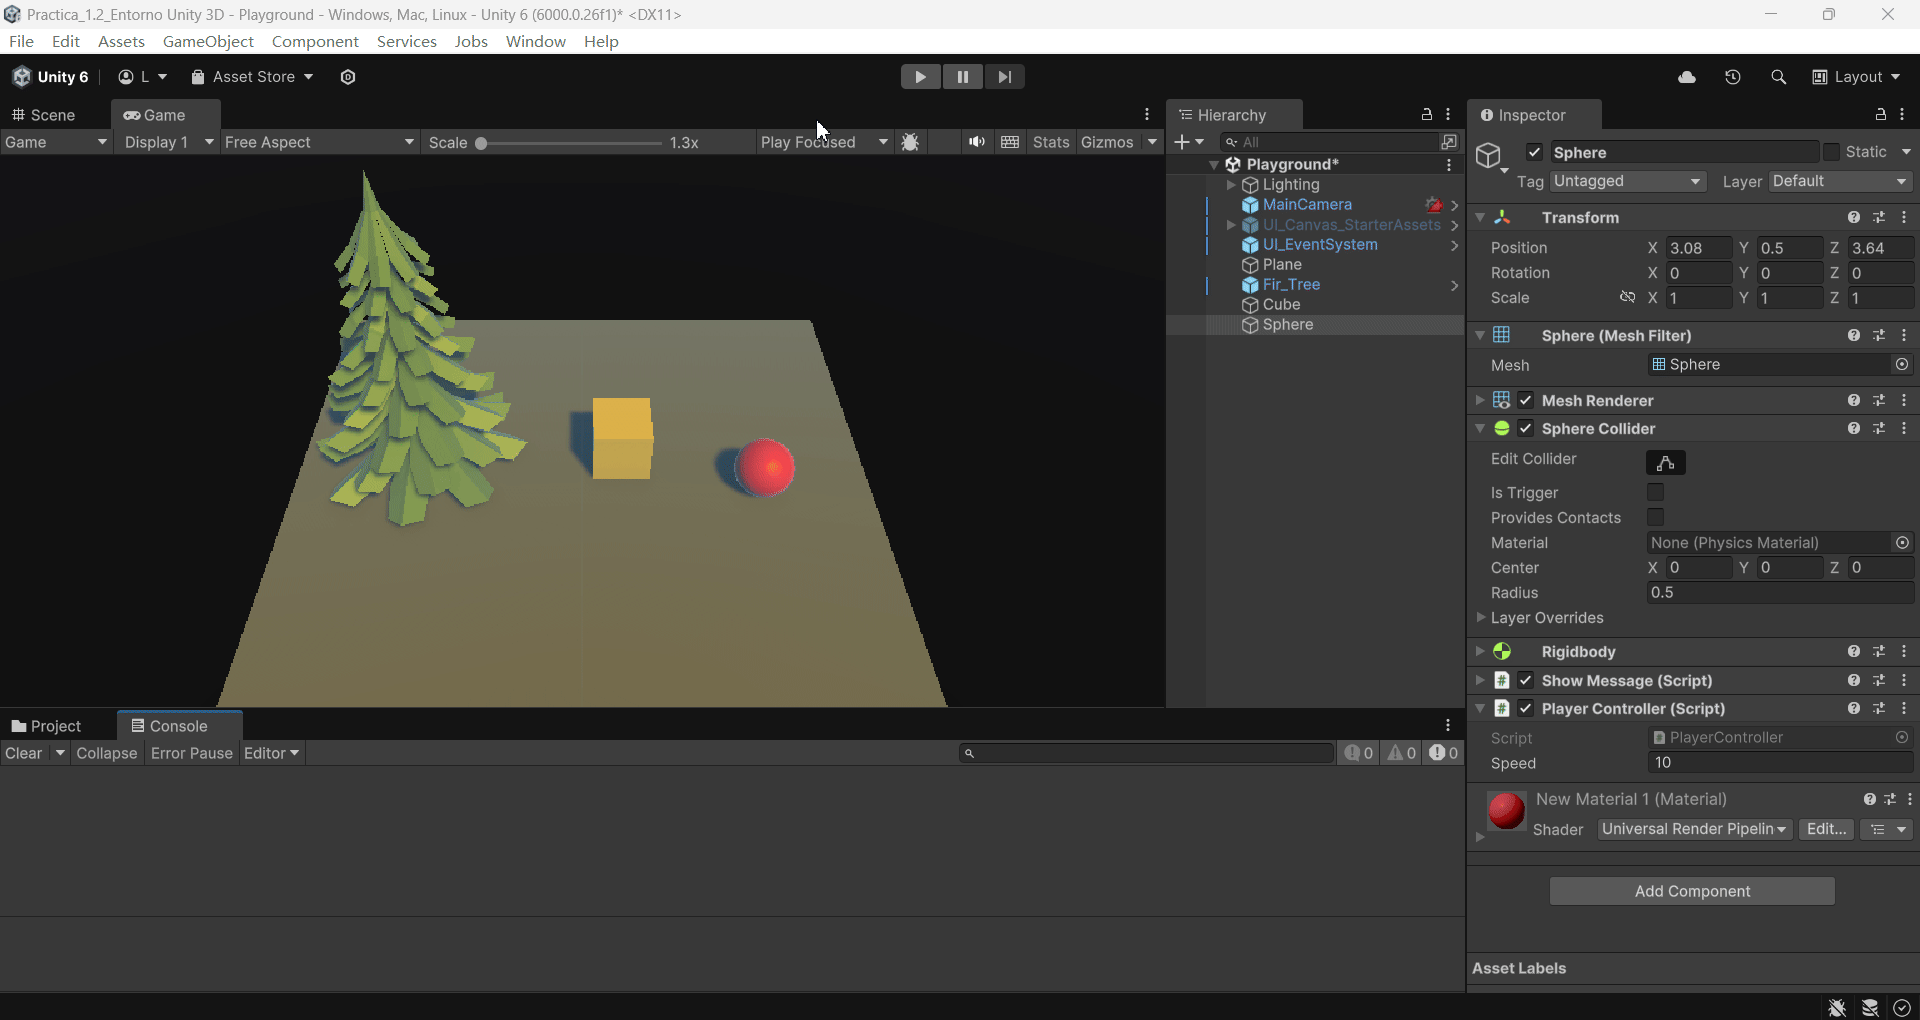 Practica_1.2_Entorno Unity 3D - Playground - Windows, Mac, Linux - Unity 6 (6000.0.26f1)* <DX11>
File Edit Assets GameObject Component Services Jobs Window Help
Unity 6 L Asset Store Layout
Scene Game
Game Display 1 Free Aspect Scale 1.3x Play Focused Stats Gizmos
Hierarchy
All
Playground*
Lighting
MainCamera
UI_Canvas_StarterAssets
UI_EventSystem
Plane
Fir_Tree
Cube
Sphere
Inspector
Sphere Static
Tag Untagged Layer Default
Transform
Position X 3.08 Y 0.5 Z 3.64
Rotation X 0 Y 0 Z 0
Scale X 1 Y 1 Z 1
Sphere (Mesh Filter)
Mesh Sphere
Mesh Renderer
Sphere Collider
Edit Collider
Is Trigger
Provides Contacts
Material None (Physics Material)
Center X 0 Y 0 Z 0
Radius 0.5
Layer Overrides
Rigidbody
Show Message (Script)
Player Controller (Script)
Script PlayerController
Speed 10
New Material 1 (Material)
Shader Universal Render Pipelin Edit...
Add Component
Asset Labels
Project Console
Clear Collapse Error Pause Editor 0 0 0